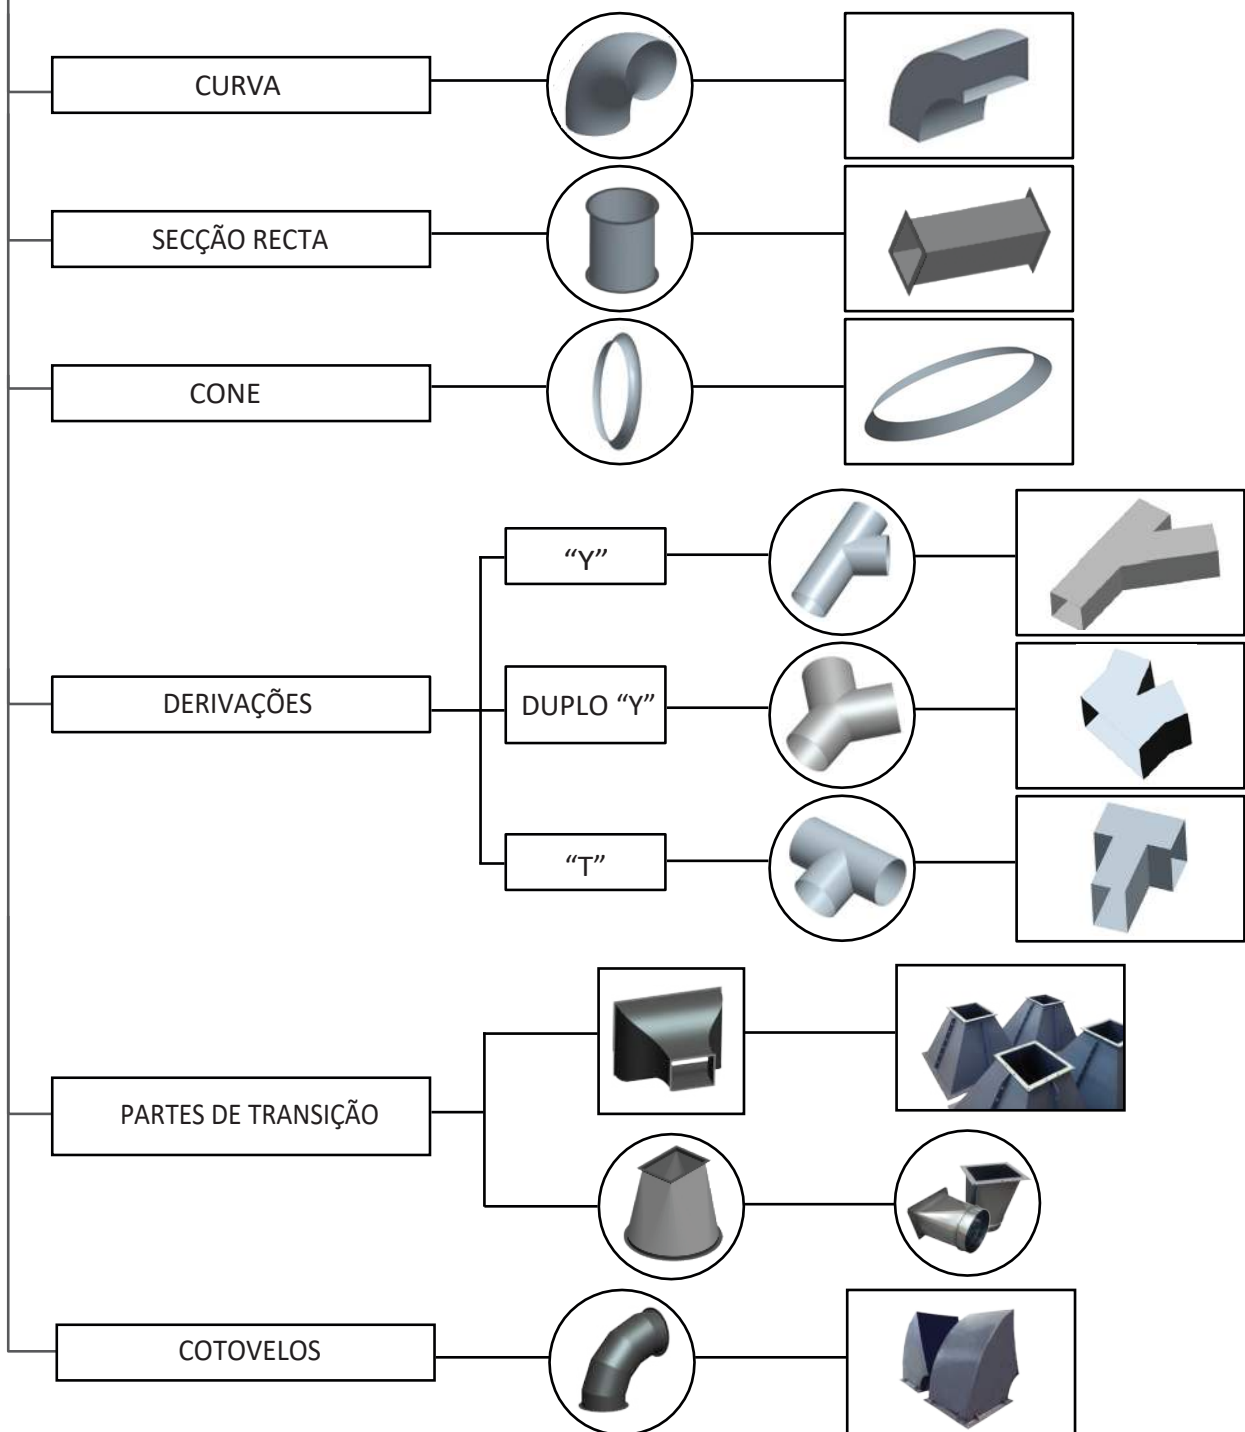 CURVA
SECÇÃO RECTA
CONE
“Y”
DERIVAÇÕES
DUPLO “Y”
“T”
PARTES DE TRANSIÇÃO
COTOVELOS